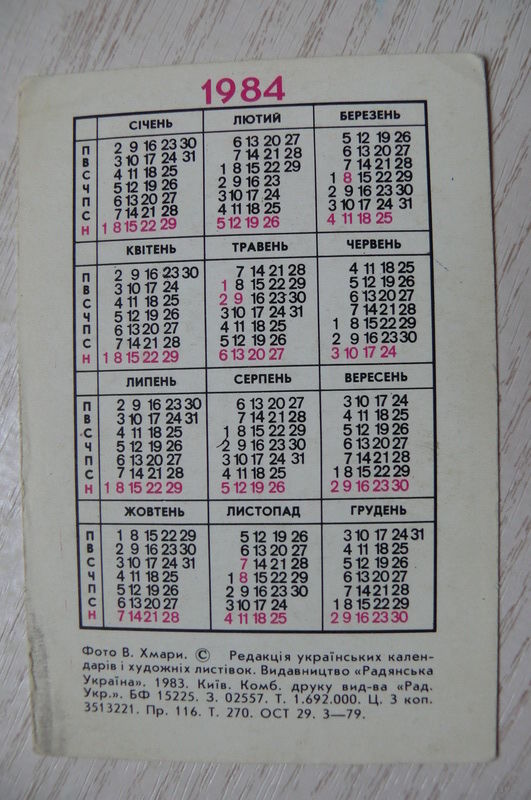 1984
СІЧЕНЬ ЛЮТИЙ БЕРЕЗЕНЬ
П 2 9 16 23 30 6 13 20 27 5 12 19 26
В 3 10 17 24 31 7 14 21 28 6 13 20 27
С 4 11 18 25 1 8 15 22 29 7 14 21 28
Ч 5 12 19 26 2 9 16 23 1 8 15 22 29
П 6 13 20 27 3 10 17 24 2 9 16 23 30
С 7 14 21 28 4 11 18 25 3 10 17 24 31
Н 1 8 15 22 29 5 12 19 26 4 11 18 25
КВІТЕНЬ ТРАВЕНЬ ЧЕРВЕНЬ
П 2 9 16 23 30 7 14 21 28 4 11 18 25
В 3 10 17 24 1 8 15 22 29 5 12 19 26
С 4 11 18 25 2 9 16 23 30 6 13 20 27
Ч 5 12 19 26 3 10 17 24 31 7 14 21 28
П 6 13 20 27 4 11 18 25 1 8 15 22 29
С 7 14 21 28 5 12 19 26 2 9 16 23 30
Н 1 8 15 22 29 6 13 20 27 3 10 17 24
ЛИПЕНЬ СЕРПЕНЬ ВЕРЕСЕНЬ
П 2 9 16 23 30 6 13 20 27 3 10 17 24
В 3 10 17 24 31 7 14 21 28 4 11 18 25
С 4 11 18 25 1 8 15 22 29 5 12 19 26
Ч 5 12 19 26 2 9 16 23 30 6 13 20 27
П 6 13 20 27 3 10 17 24 31 7 14 21 28
С 7 14 21 28 4 11 18 25 1 8 15 22 29
Н 1 8 15 22 29 5 12 19 26 2 9 16 23 30
ЖОВТЕНЬ ЛИСТОПАД ГРУДЕНЬ
П 1 8 15 22 29 5 12 19 26 3 10 17 24 31
В 2 9 16 23 30 6 13 20 27 4 11 18 25
С 3 10 17 24 31 7 14 21 28 5 12 19 26
Ч 4 11 18 25 1 8 15 22 29 6 13 20 27
П 5 12 19 26 2 9 16 23 30 7 14 21 28
С 6 13 20 27 3 10 17 24 1 8 15 22 29
Н 7 14 21 28 4 11 18 25 2 9 16 23 30
Фото В. Хмари. © Редакція українських кален-
дарів і художніх листівок. Видавництво «Радянська
Україна». 1983. Київ. Комб. друку вид-ва «Рад.
Укр.». БФ 15225. З. 02557. Т. 1.692.000. Ц. 3 коп.
3513221. Пр. 116. Т. 270. ОСТ 29. 3—79.